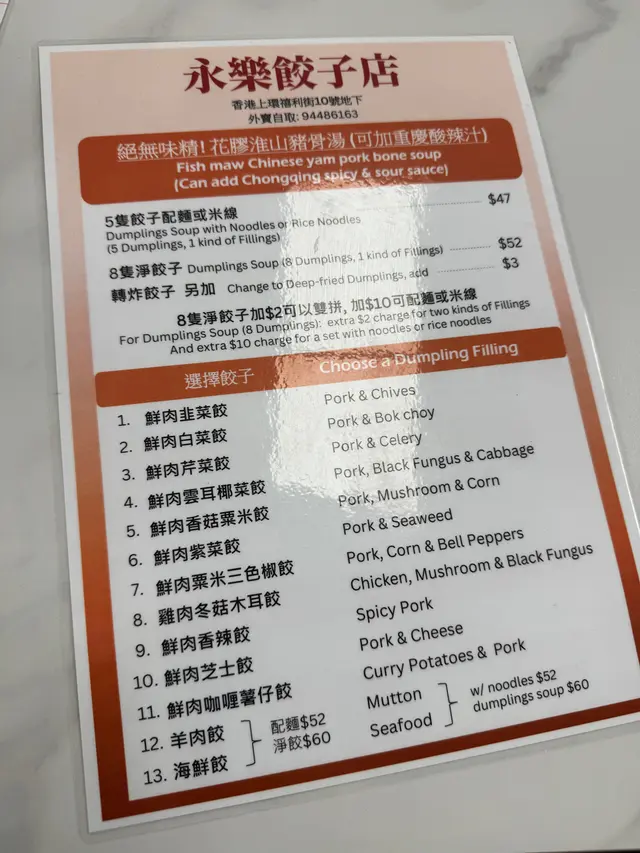 永樂餃子店
香港上環禧利街10號地下
外賣自取: 94486163
絕無味精! 花膠淮山豬骨湯 (可加重慶酸辣汁)
Fish maw Chinese yam pork bone soup
(Can add Chongqing spicy & sour sauce)
5隻餃子配麵或米線 $47
Dumplings Soup with Noodles or Rice Noodles
(5 Dumplings, 1 kind of Fillings)
8隻淨餃子 Dumplings Soup (8 Dumplings, 1 kind of Fillings) $52
轉炸餃子 另加 Change to Deep-fried Dumplings, add $3
8隻淨餃子加$2可以雙拼, 加$10可配麵或米線
For Dumplings Soup (8 Dumplings): extra $2 charge for two kinds of Fillings
And extra $10 charge for a set with noodles or rice noodles
選擇餃子 Choose a Dumpling Filling
1. 鮮肉韭菜餃 Pork & Chives
2. 鮮肉白菜餃 Pork & Bok choy
3. 鮮肉芹菜餃 Pork & Celery
4. 鮮肉雲耳椰菜餃 Pork, Black Fungus & Cabbage
5. 鮮肉香菇粟米餃 Pork, Mushroom & Corn
6. 鮮肉紫菜餃 Pork & Seaweed
7. 鮮肉粟米三色椒餃 Pork, Corn & Bell Peppers
8. 雞肉冬菇木耳餃 Chicken, Mushroom & Black Fungus
9. 鮮肉香辣餃 Spicy Pork
10. 鮮肉芝士餃 Pork & Cheese
11. 鮮肉咖喱薯仔餃 Curry Potatoes & Pork
12. 羊肉餃 配麵$52 Mutton w/ noodles $52
13. 海鮮餃 淨餃$60 Seafood dumplings soup $60